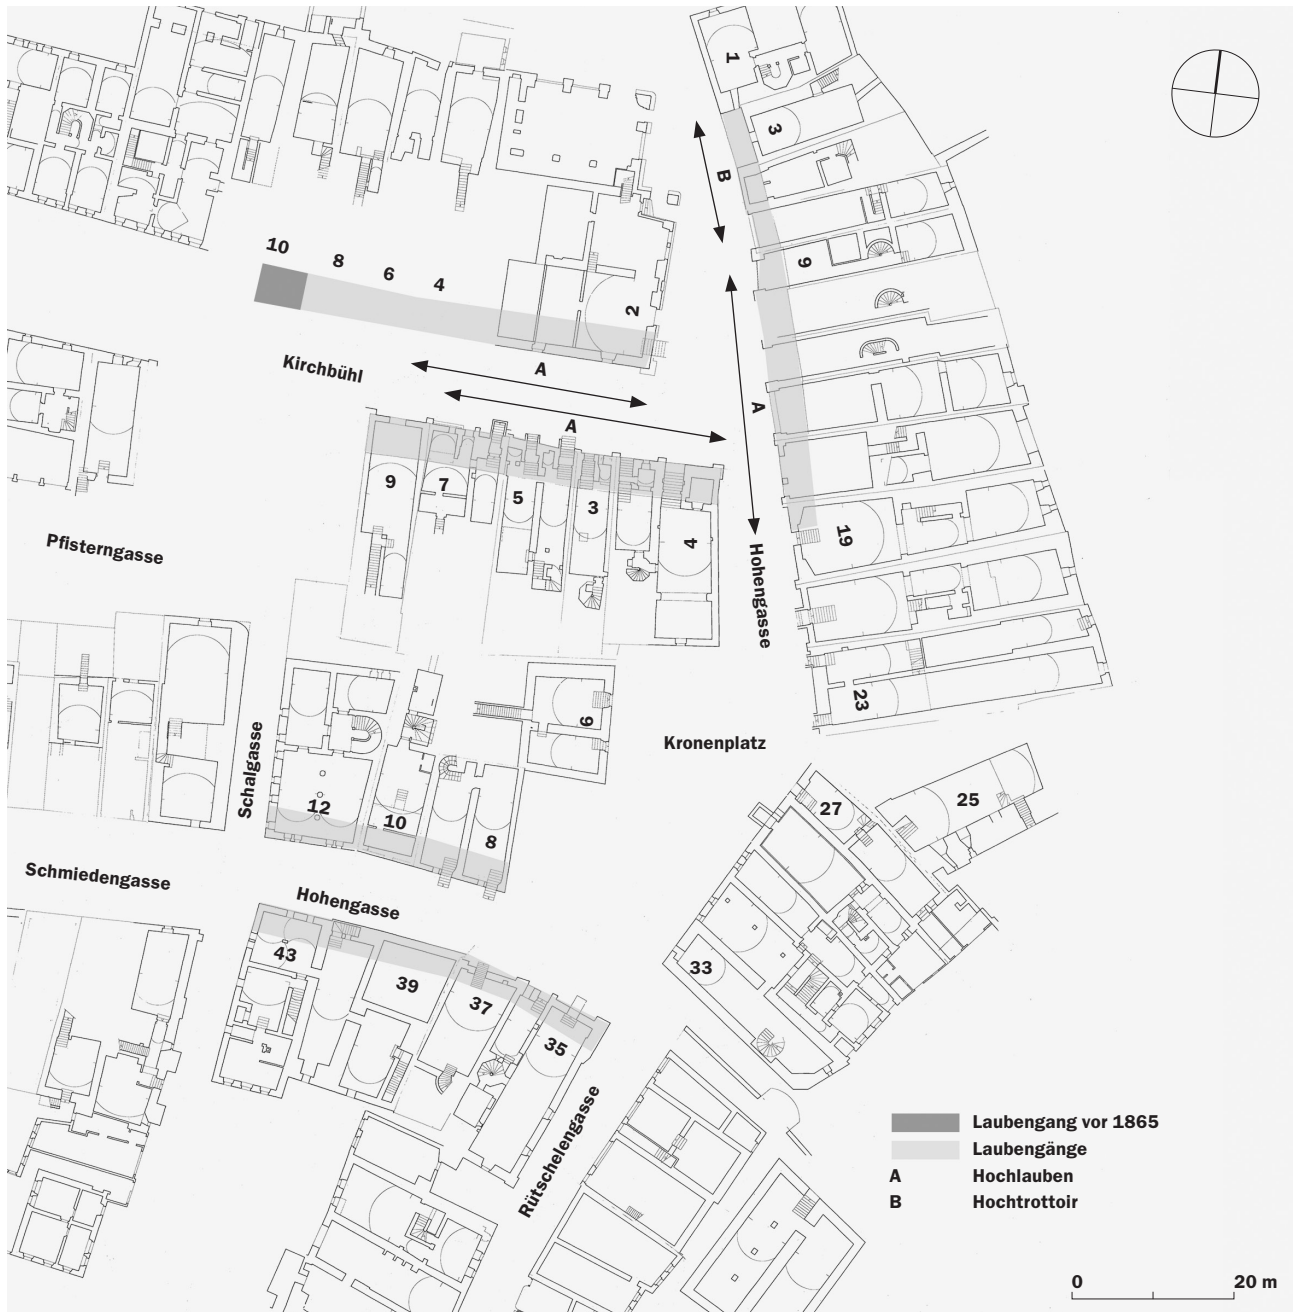 1
3
B
9
10
8
6
4
2
Kirchbühl
A
A
A
9
7
5
3
4
19
Hohengasse
Pfisterngasse
23
6
Kronenplatz
Schalgasse
12
10
8
27
25
Schmiedengasse
Hohengasse
43
39
37
35
33
Rütschelengasse
Laubengang vor 1865
Laubengänge
A Hochlauben
B Hochtrottoir
0 20 m